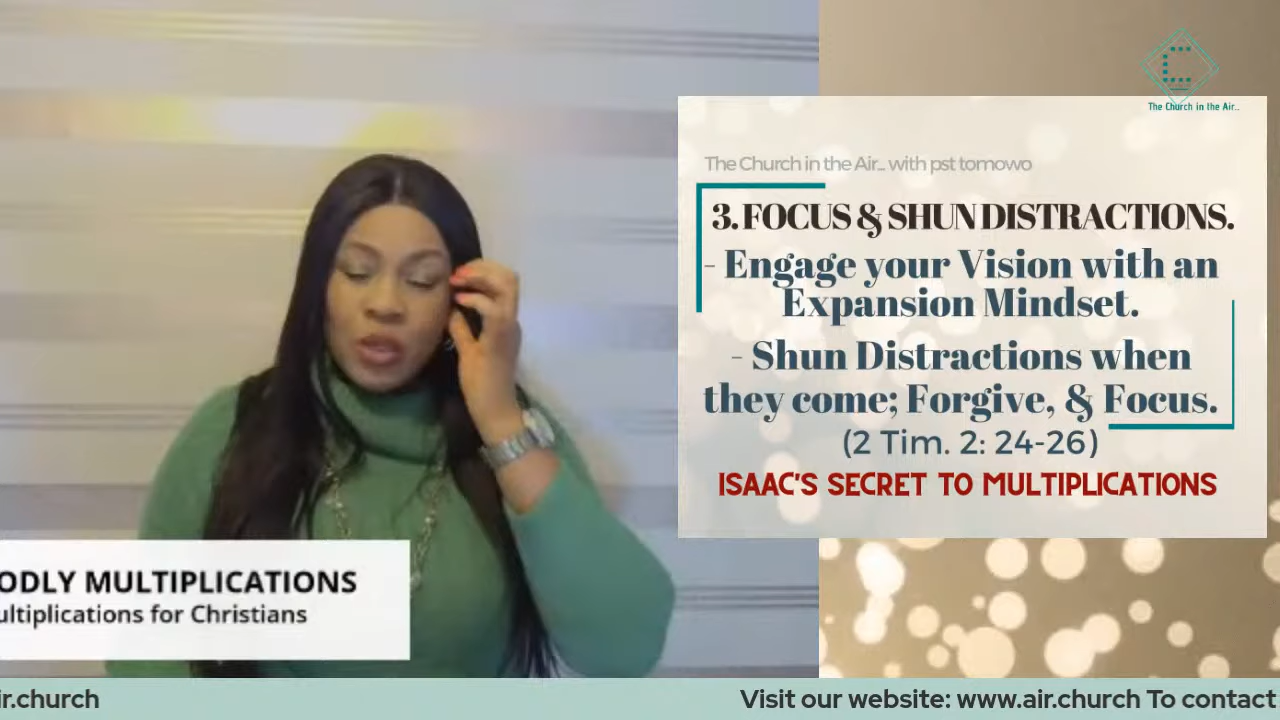 The Church in the Air..
The Church in the Air... with pst tomowo
3. FOCUS & SHUN DISTRACTIONS.
- Engage your Vision with an
Expansion Mindset.
- Shun Distractions when
they come; Forgive, & Focus.
(2 Tim. 2: 24-26)
ISAAC'S SECRET TO MULTIPLICATIONS
ODLY MULTIPLICATIONS
ultiplications for Christians
ir.church
Visit our website: www.air.church To contact